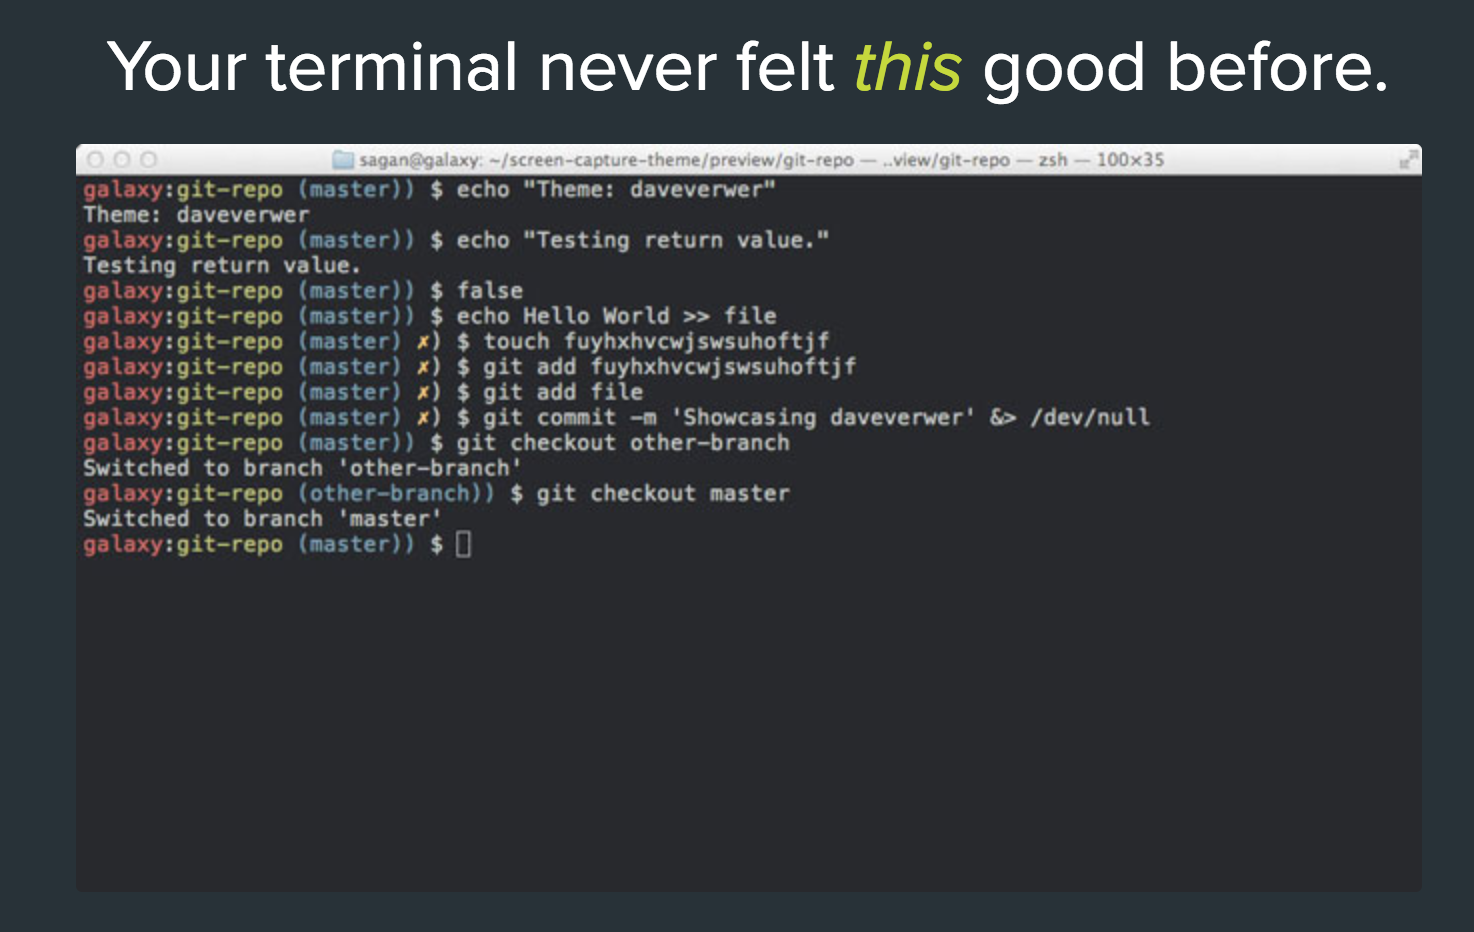 Your terminal never felt this good before.
sagan@galaxy: ~/screen-capture-theme/preview/git-repo — ..view/git-repo — zsh — 100×35
galaxy:git-repo (master)) $ echo "Theme: daveverwer"
Theme: daveverwer
galaxy:git-repo (master)) $ echo "Testing return value."
Testing return value.
galaxy:git-repo (master)) $ false
galaxy:git-repo (master)) $ echo Hello World >> file
galaxy:git-repo (master) ✗) $ touch fuyhxhvcwjswsuhoftjf
galaxy:git-repo (master) ✗) $ git add fuyhxhvcwjswsuhoftjf
galaxy:git-repo (master) ✗) $ git add file
galaxy:git-repo (master) ✗) $ git commit -m 'Showcasing daveverwer' &> /dev/null
galaxy:git-repo (master)) $ git checkout other-branch
Switched to branch 'other-branch'
galaxy:git-repo (other-branch)) $ git checkout master
Switched to branch 'master'
galaxy:git-repo (master)) $